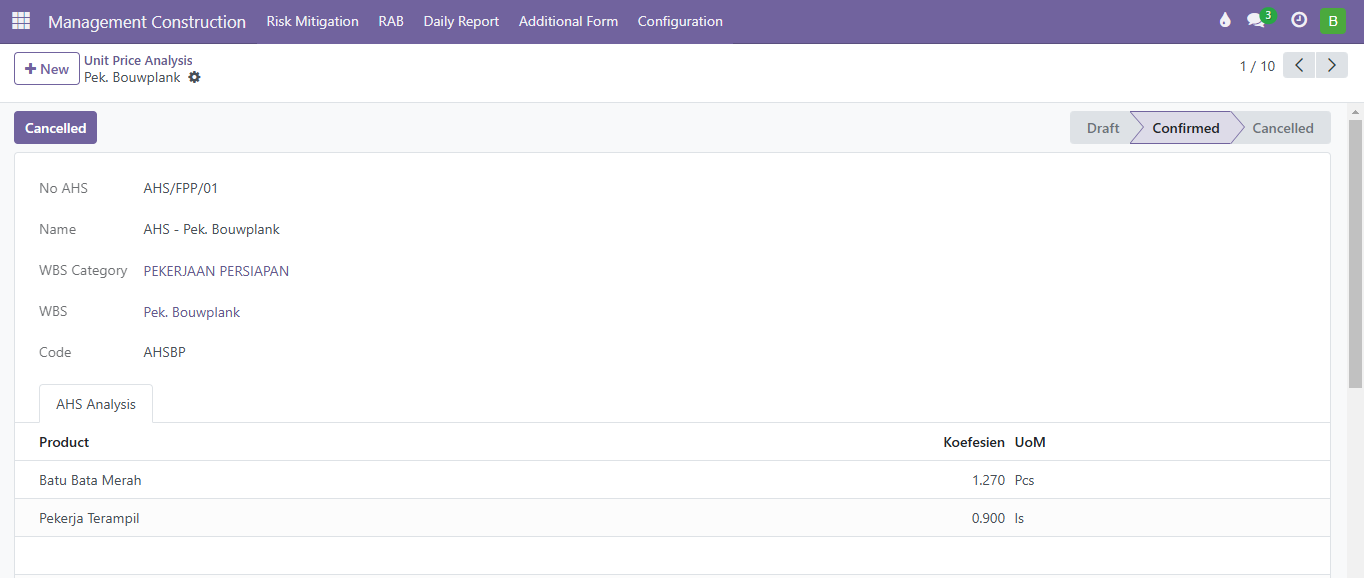 Management Construction Risk Mitigation RAB Daily Report Additional Form Configuration 3 B
New Unit Price Analysis 1 / 10
Pek. Bouwplank
Cancelled Draft Confirmed Cancelled
No AHS AHS/FPP/01
Name AHS - Pek. Bouwplank
WBS Category PEKERJAAN PERSIAPAN
WBS Pek. Bouwplank
Code AHSBP
AHS Analysis
Product Koefesien UoM
Batu Bata Merah 1.270 Pcs
Pekerja Terampil 0.900 ls